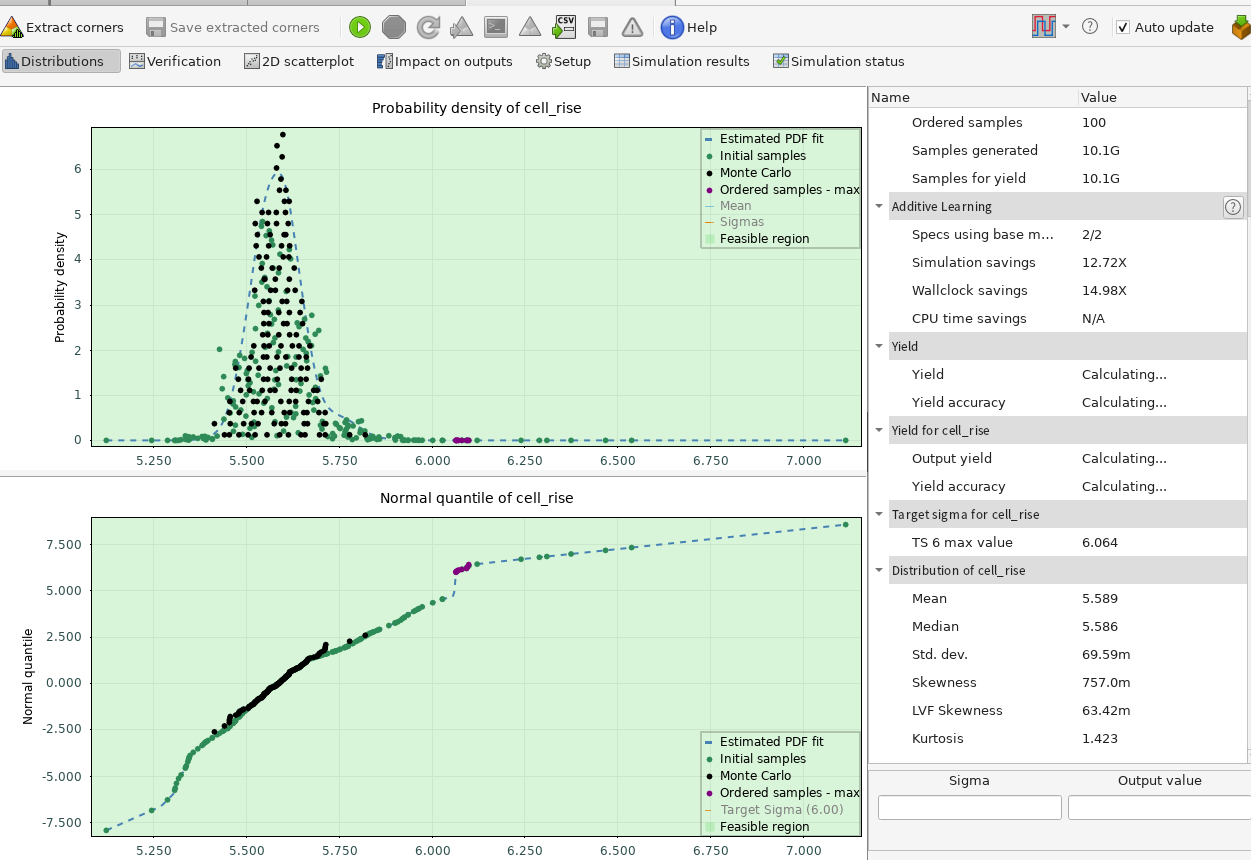 Extract corners Save extracted corners CSV Help Auto update
Distributions Verification 2D scatterplot Impact on outputs Setup Simulation results Simulation status
Probability density of cell_rise
Probability density
6
5
4
3
2
1
0
5.250 5.500 5.750 6.000 6.250 6.500 6.750 7.000
Estimated PDF fit
Initial samples
Monte Carlo
Ordered samples - max
Mean
Sigmas
Feasible region
Normal quantile of cell_rise
Normal quantile
7.500
5.000
2.500
0.000
-2.500
-5.000
-7.500
5.250 5.500 5.750 6.000 6.250 6.500 6.750 7.000
Estimated PDF fit
Initial samples
Monte Carlo
Ordered samples - max
Target Sigma (6.00)
Feasible region
Name Value
Ordered samples 100
Samples generated 10.1G
Samples for yield 10.1G
Additive Learning
Specs using base m... 2/2
Simulation savings 12.72X
Wallclock savings 14.98X
CPU time savings N/A
Yield
Yield Calculating...
Yield accuracy Calculating...
Yield for cell_rise
Output yield Calculating...
Yield accuracy Calculating...
Target sigma for cell_rise
TS 6 max value 6.064
Distribution of cell_rise
Mean 5.589
Median 5.586
Std. dev. 69.59m
Skewness 757.0m
LVF Skewness 63.42m
Kurtosis 1.423
Sigma Output value